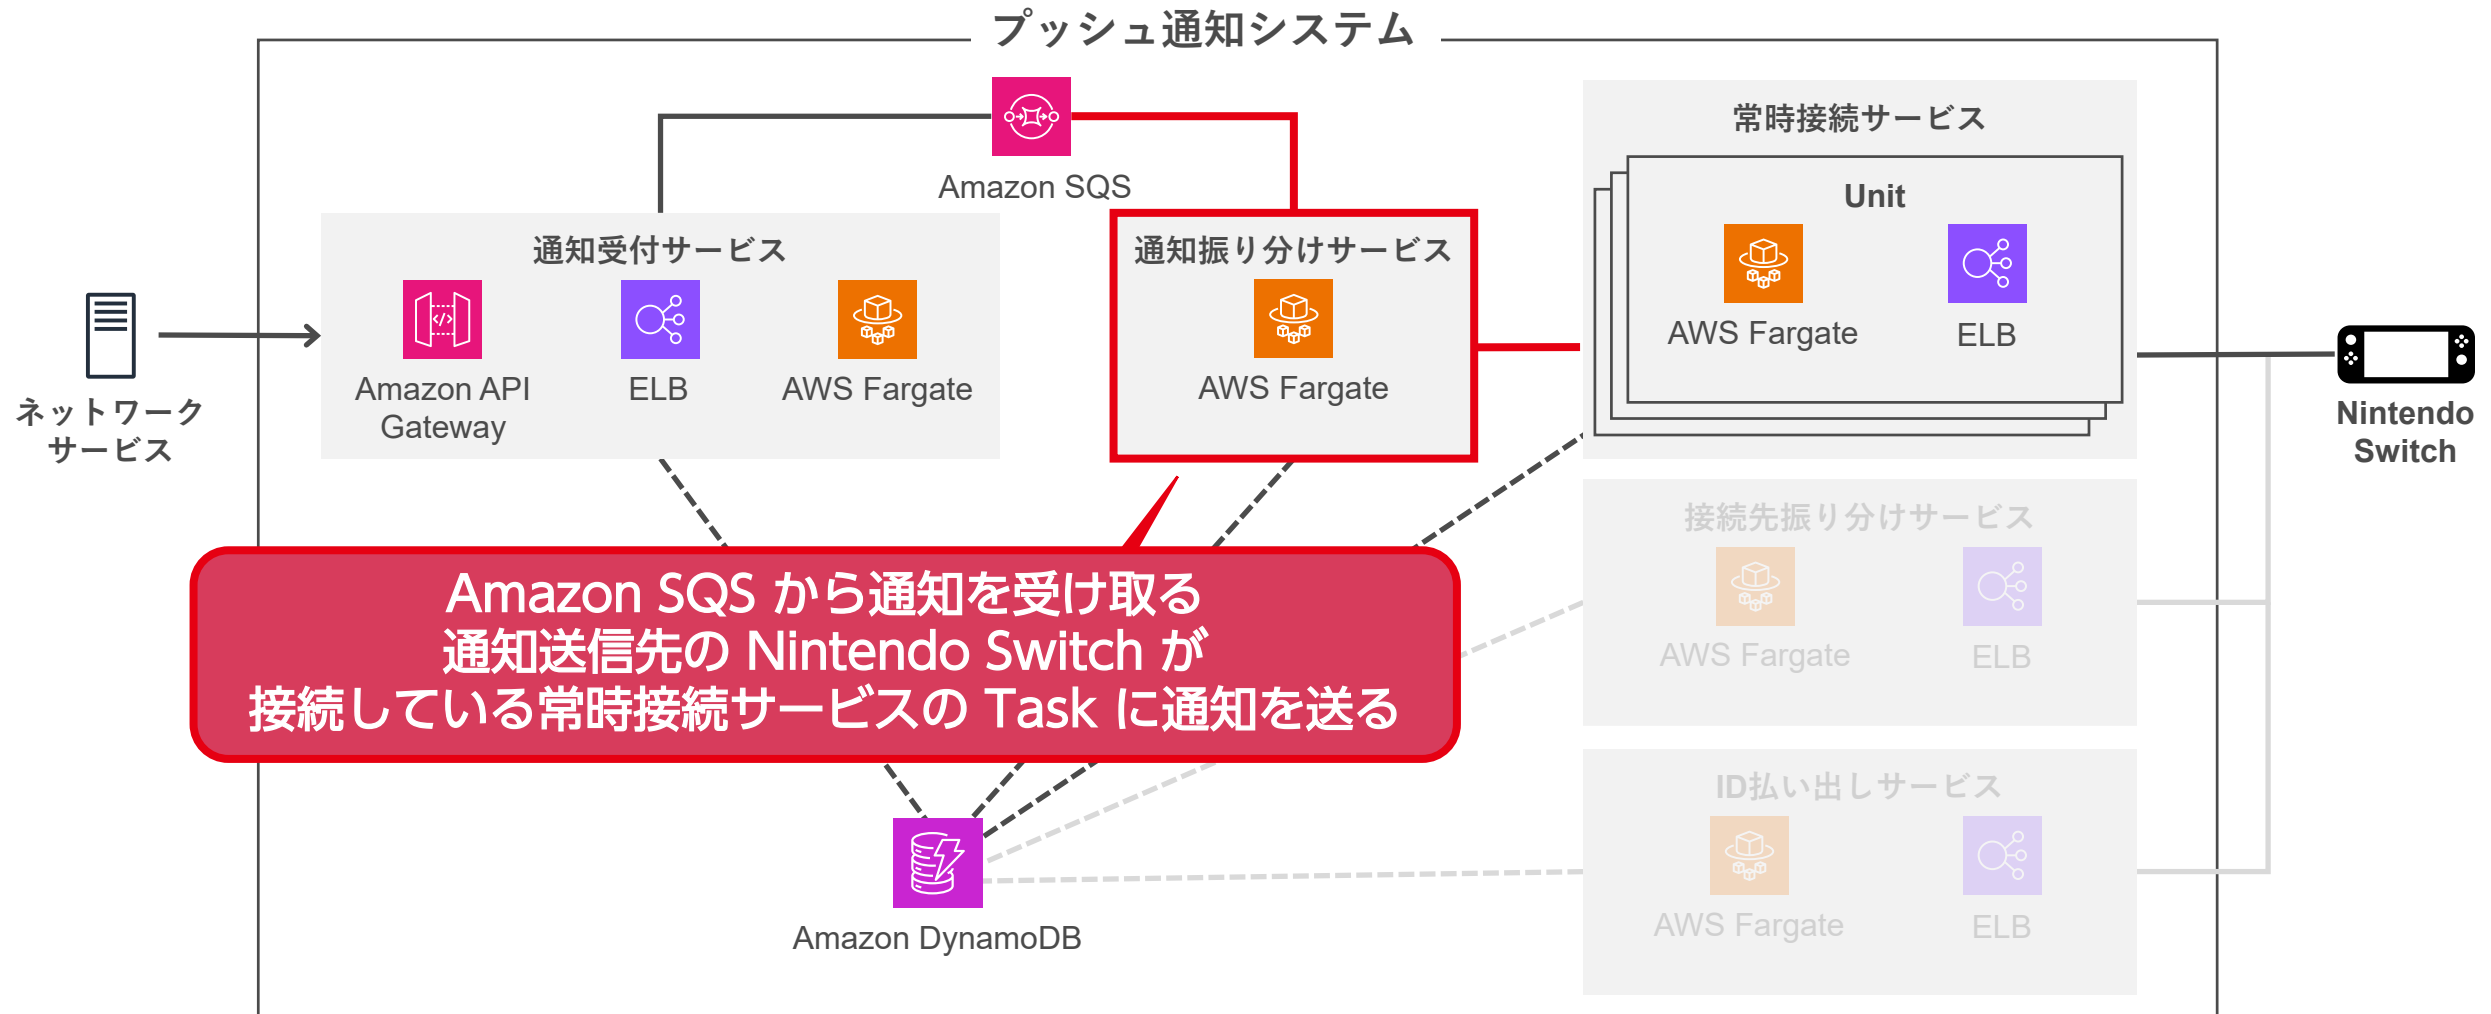 プッシュ通知システム
Amazon SQS
常時接続サービス
Unit
AWS Fargate
ELB
通知受付サービス
Amazon API
Gateway
ELB
AWS Fargate
通知振り分けサービス
AWS Fargate
ネットワーク
サービス
Nintendo
Switch
接続先振り分けサービス
AWS Fargate
ELB
Amazon SQS から通知を受け取る
通知送信先の Nintendo Switch が
接続している常時接続サービスの Task に通知を送る
ID払い出しサービス
AWS Fargate
ELB
Amazon DynamoDB